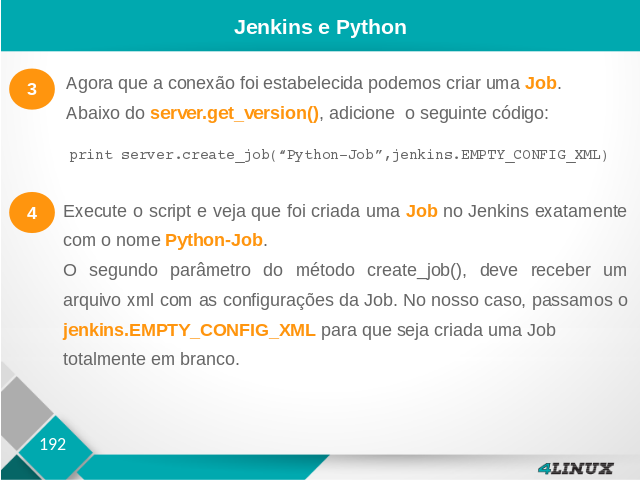 Jenkins e Python
3
Agora que a conexão foi estabelecida podemos criar uma Job.
Abaixo do server.get_version(), adicione  o seguinte código:
print server.create_job(“Python-Job”,jenkins.EMPTY_CONFIG_XML)
4
Execute o script e veja que foi criada uma Job no Jenkins exatamente
com o nome Python-Job.
O segundo parâmetro do método create_job(), deve receber um
arquivo xml com as configurações da Job. No nosso caso, passamos o
jenkins.EMPTY_CONFIG_XML para que seja criada uma Job
totalmente em branco.
192
4LINUX